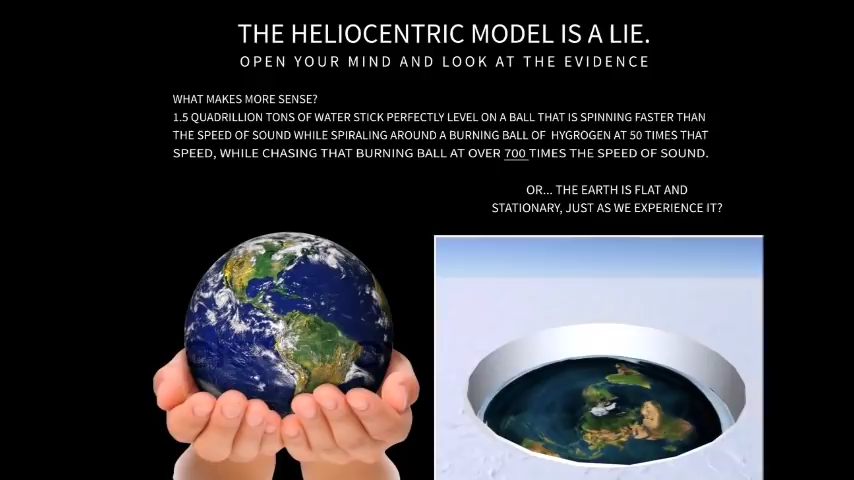 THE HELIOCENTRIC MODEL IS A LIE.
OPEN YOUR MIND AND LOOK AT THE EVIDENCE
WHAT MAKES MORE SENSE?
1.5 QUADRILLION TONS OF WATER STICK PERFECTLY LEVEL ON A BALL THAT IS SPINNING FASTER THAN
THE SPEED OF SOUND WHILE SPIRALING AROUND A BURNING BALL OF HYGROGEN AT 50 TIMES THAT
SPEED, WHILE CHASING THAT BURNING BALL AT OVER 700 TIMES THE SPEED OF SOUND.
OR... THE EARTH IS FLAT AND
STATIONARY, JUST AS WE EXPERIENCE IT?